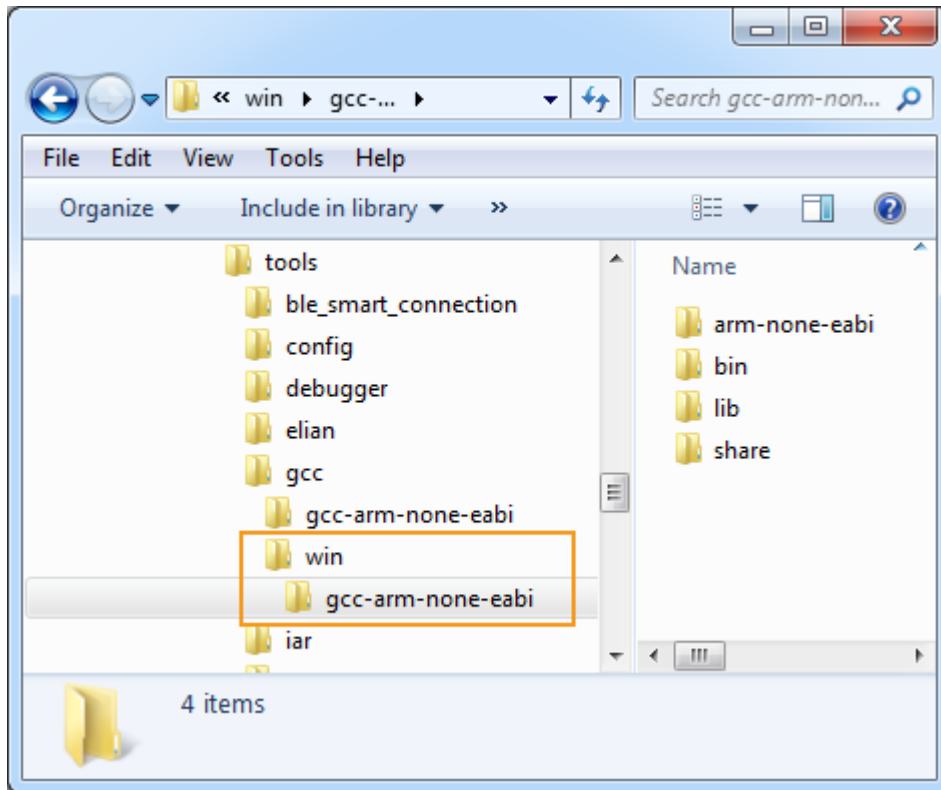 « win gcc-... Search gcc-arm-non...
File Edit View Tools Help
Organize Include in library »
tools
ble_smart_connection
config
debugger
elian
gcc
gcc-arm-none-eabi
win
gcc-arm-none-eabi
iar
Name
arm-none-eabi
bin
lib
share
4 items